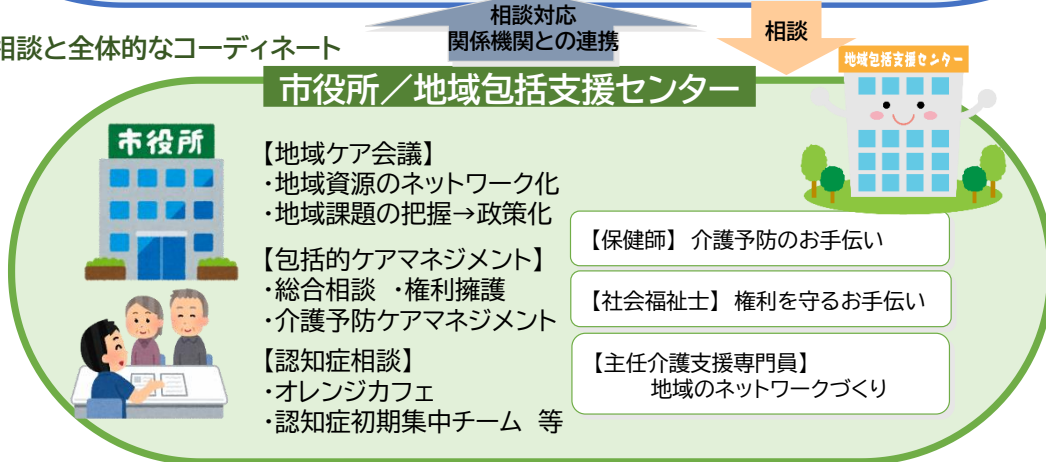 相談対応
関係機関との連携
相談
相談と全体的なコーディネート
地域包括支援センター
市役所／地域包括支援センター
市役所
【地域ケア会議】
・地域資源のネットワーク化
・地域課題の把握→政策化
【包括的ケアマネジメント】
・総合相談 ・権利擁護
・介護予防ケアマネジメント
【認知症相談】
・オレンジカフェ
・認知症初期集中チーム 等
【保健師】 介護予防のお手伝い
【社会福祉士】 権利を守るお手伝い
【主任介護支援専門員】
地域のネットワークづくり